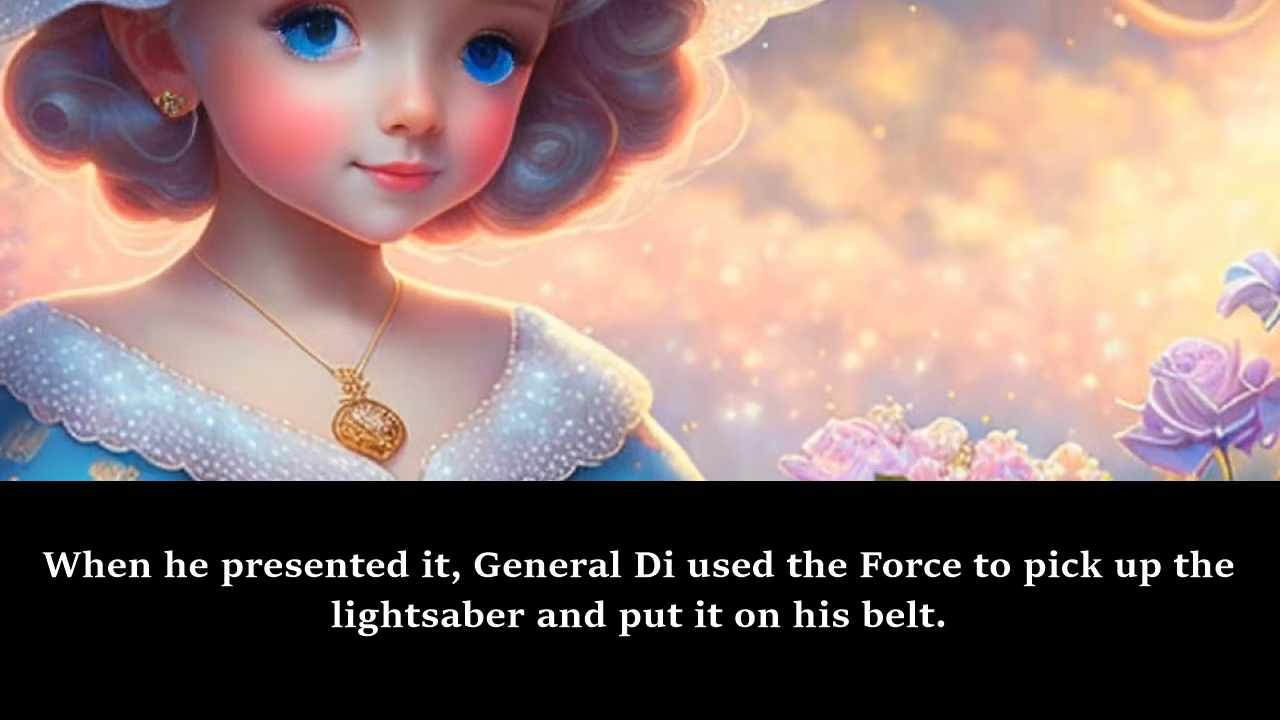 When he presented it, General Di used the Force to pick up the
lightsaber and put it on his belt.